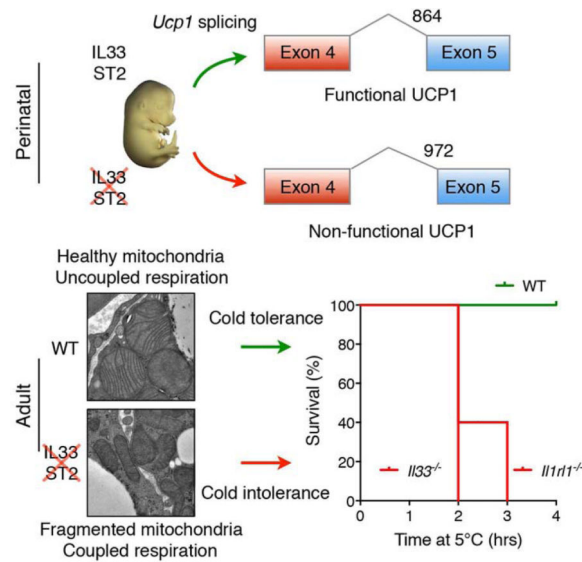 Ucp1 splicing
864
Exon 4
Exon 5
Functional UCP1
Perinatal
IL33
ST2
IL33
ST2
972
Exon 4
Exon 5
Non-functional UCP1
Healthy mitochondria
Uncoupled respiration
Adult
WT
Cold tolerance
IL33
ST2
Cold intolerance
Fragmented mitochondria
Coupled respiration
WT
Survival (%)
100
80
60
40
20
0
Il33-/-
Il1rl1-/-
0 1 2 3 4
Time at 5°C (hrs)